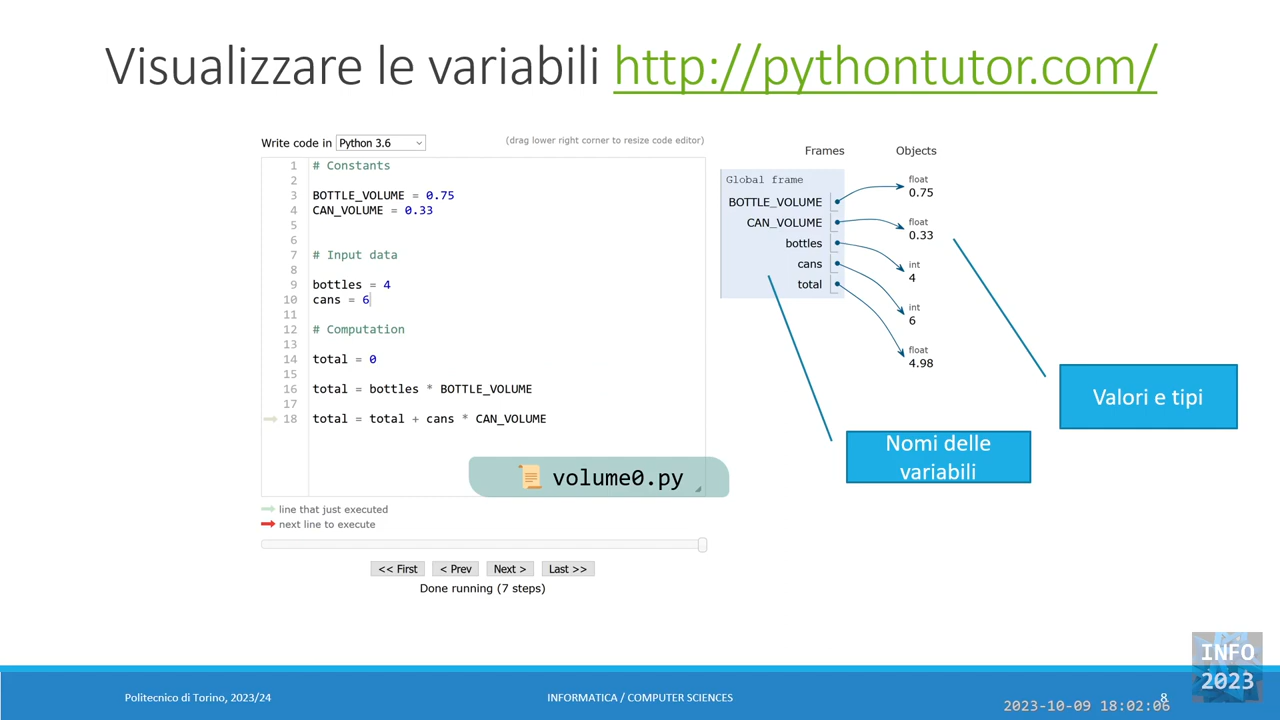 Visualizzare le variabili http://pythontutor.com/
Write code in Python 3.6
(drag lower right corner to resize code editor)
1 # Constants
2
3 BOTTLE_VOLUME = 0.75
4 CAN_VOLUME = 0.33
5
6
7 # Input data
8
9 bottles = 4
10 cans = 6
11
12 # Computation
13
14 total = 0
15
16 total = bottles * BOTTLE_VOLUME
17
18 total = total + cans * CAN_VOLUME
volume0.py
line that just executed
next line to execute
<< First < Prev Next > Last >>
Done running (7 steps)
Frames Objects
Global frame
BOTTLE_VOLUME
CAN_VOLUME
bottles
cans
total
float
0.75
float
0.33
int
4
int
6
float
4.98
Valori e tipi
Nomi delle
variabili
Politecnico di Torino, 2023/24
INFORMATICA / COMPUTER SCIENCES
8
INFO
2023
2023-10-09 18:02:06